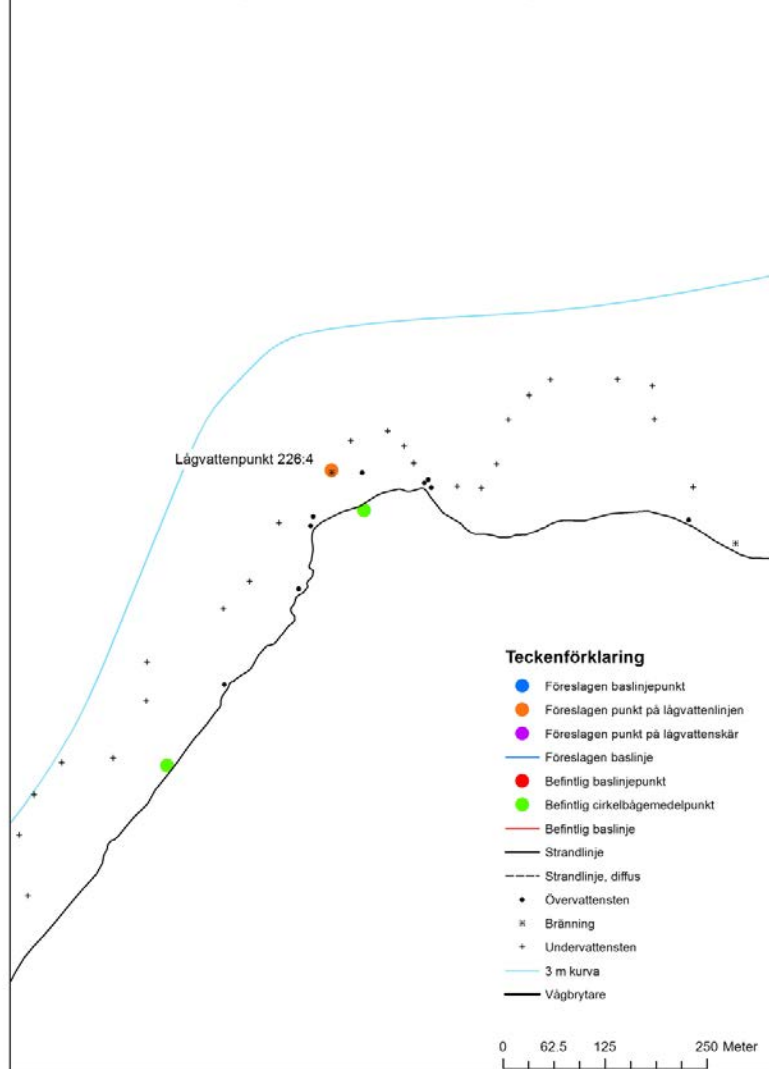 Lågvattenpunkt 226:4
Teckenförklaring
Föreslagen baslinjepunkt
Föreslagen punkt på lågvattenlinjen
Föreslagen punkt på lågvattenskär
Föreslagen baslinje
Befintlig baslinjepunkt
Befintlig cirkelbågemedelpunkt
Befintlig baslinje
Strandlinje
Strandlinje, diffus
Övervattensten
Bränning
Undervattensten
3 m kurva
Vågbrytare
0 62.5 125 250 Meter